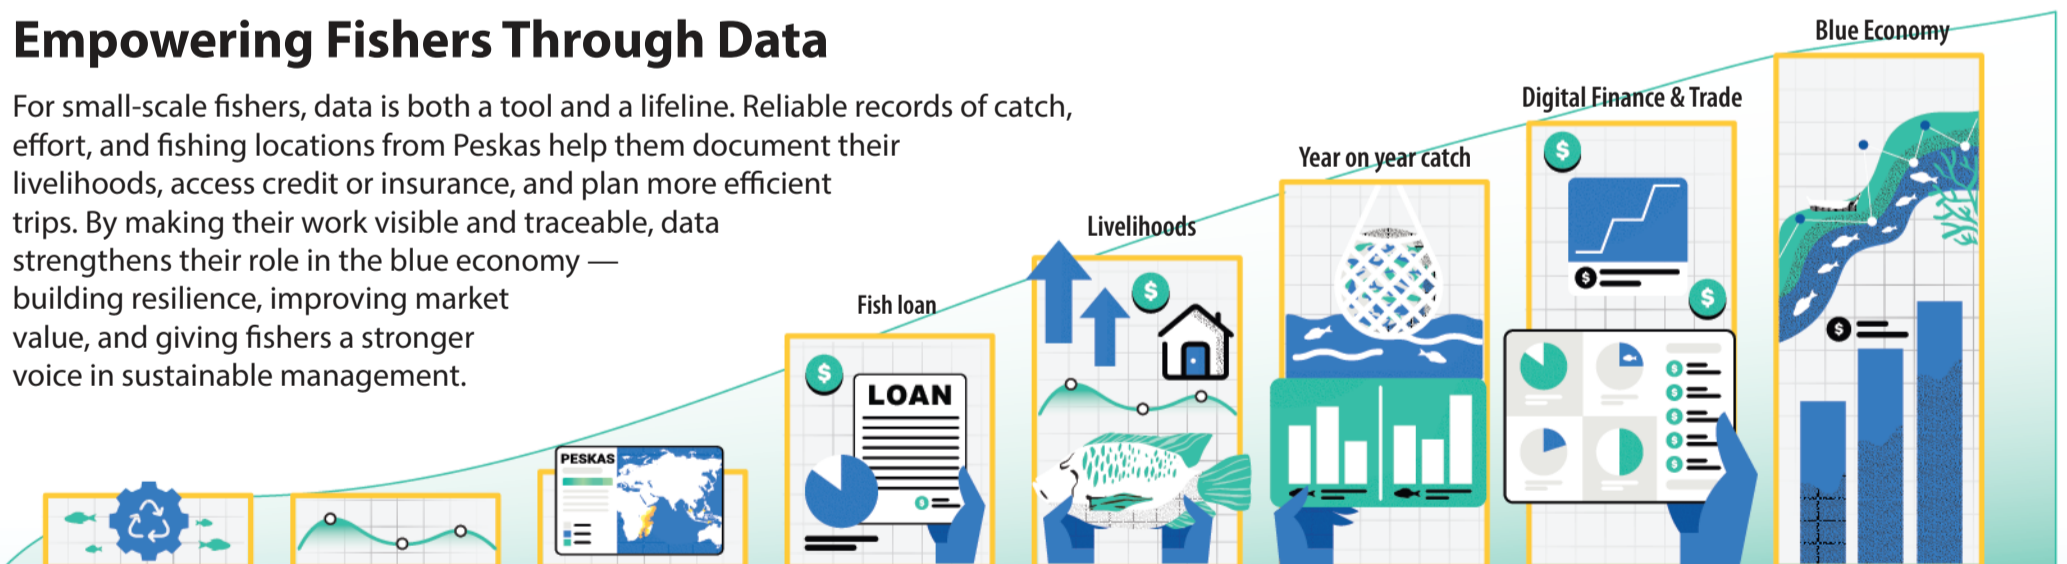 Empowering Fishers Through Data
For small-scale fishers, data is both a tool and a lifeline. Reliable records of catch,
effort, and fishing locations from Peskas help them document their
livelihoods, access credit or insurance, and plan more efficient
trips. By making their work visible and traceable, data
strengthens their role in the blue economy —
building resilience, improving market
value, and giving fishers a stronger
voice in sustainable management.
PESKAS
Fish loan
$
LOAN
$
Livelihoods
$
Year on year catch
Digital Finance & Trade
$
$
$
$
$
$
$
$
Blue Economy
$